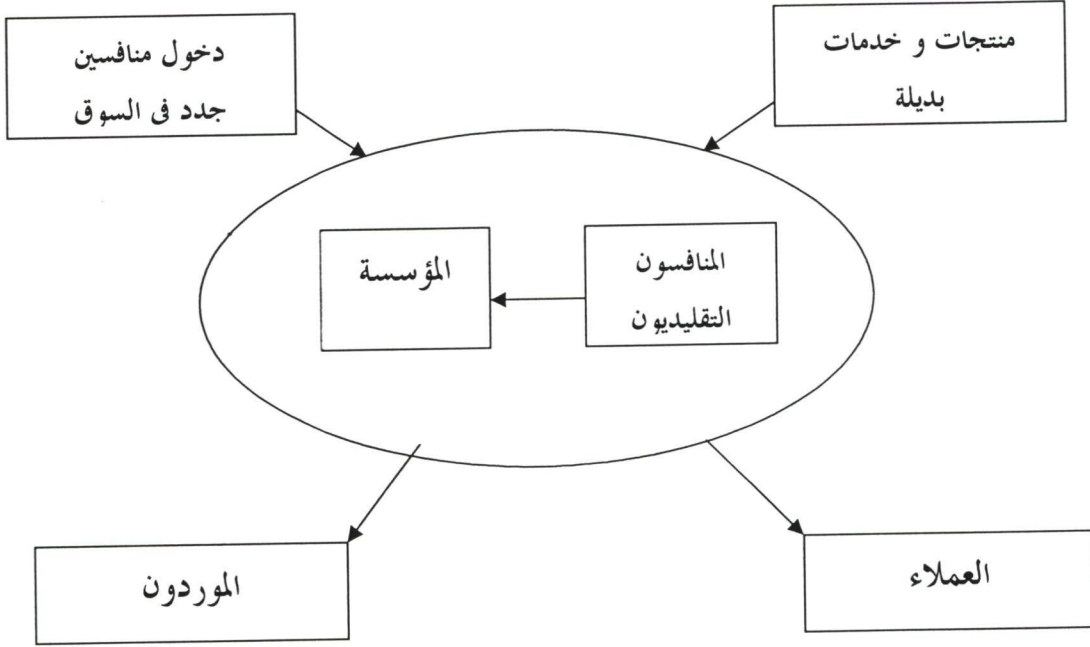 منتجات و خدمات
بديلة
دخول منافسين
جدد فى السوق
المنافسون
التقليديون
المؤسسة
العملاء
الموردون